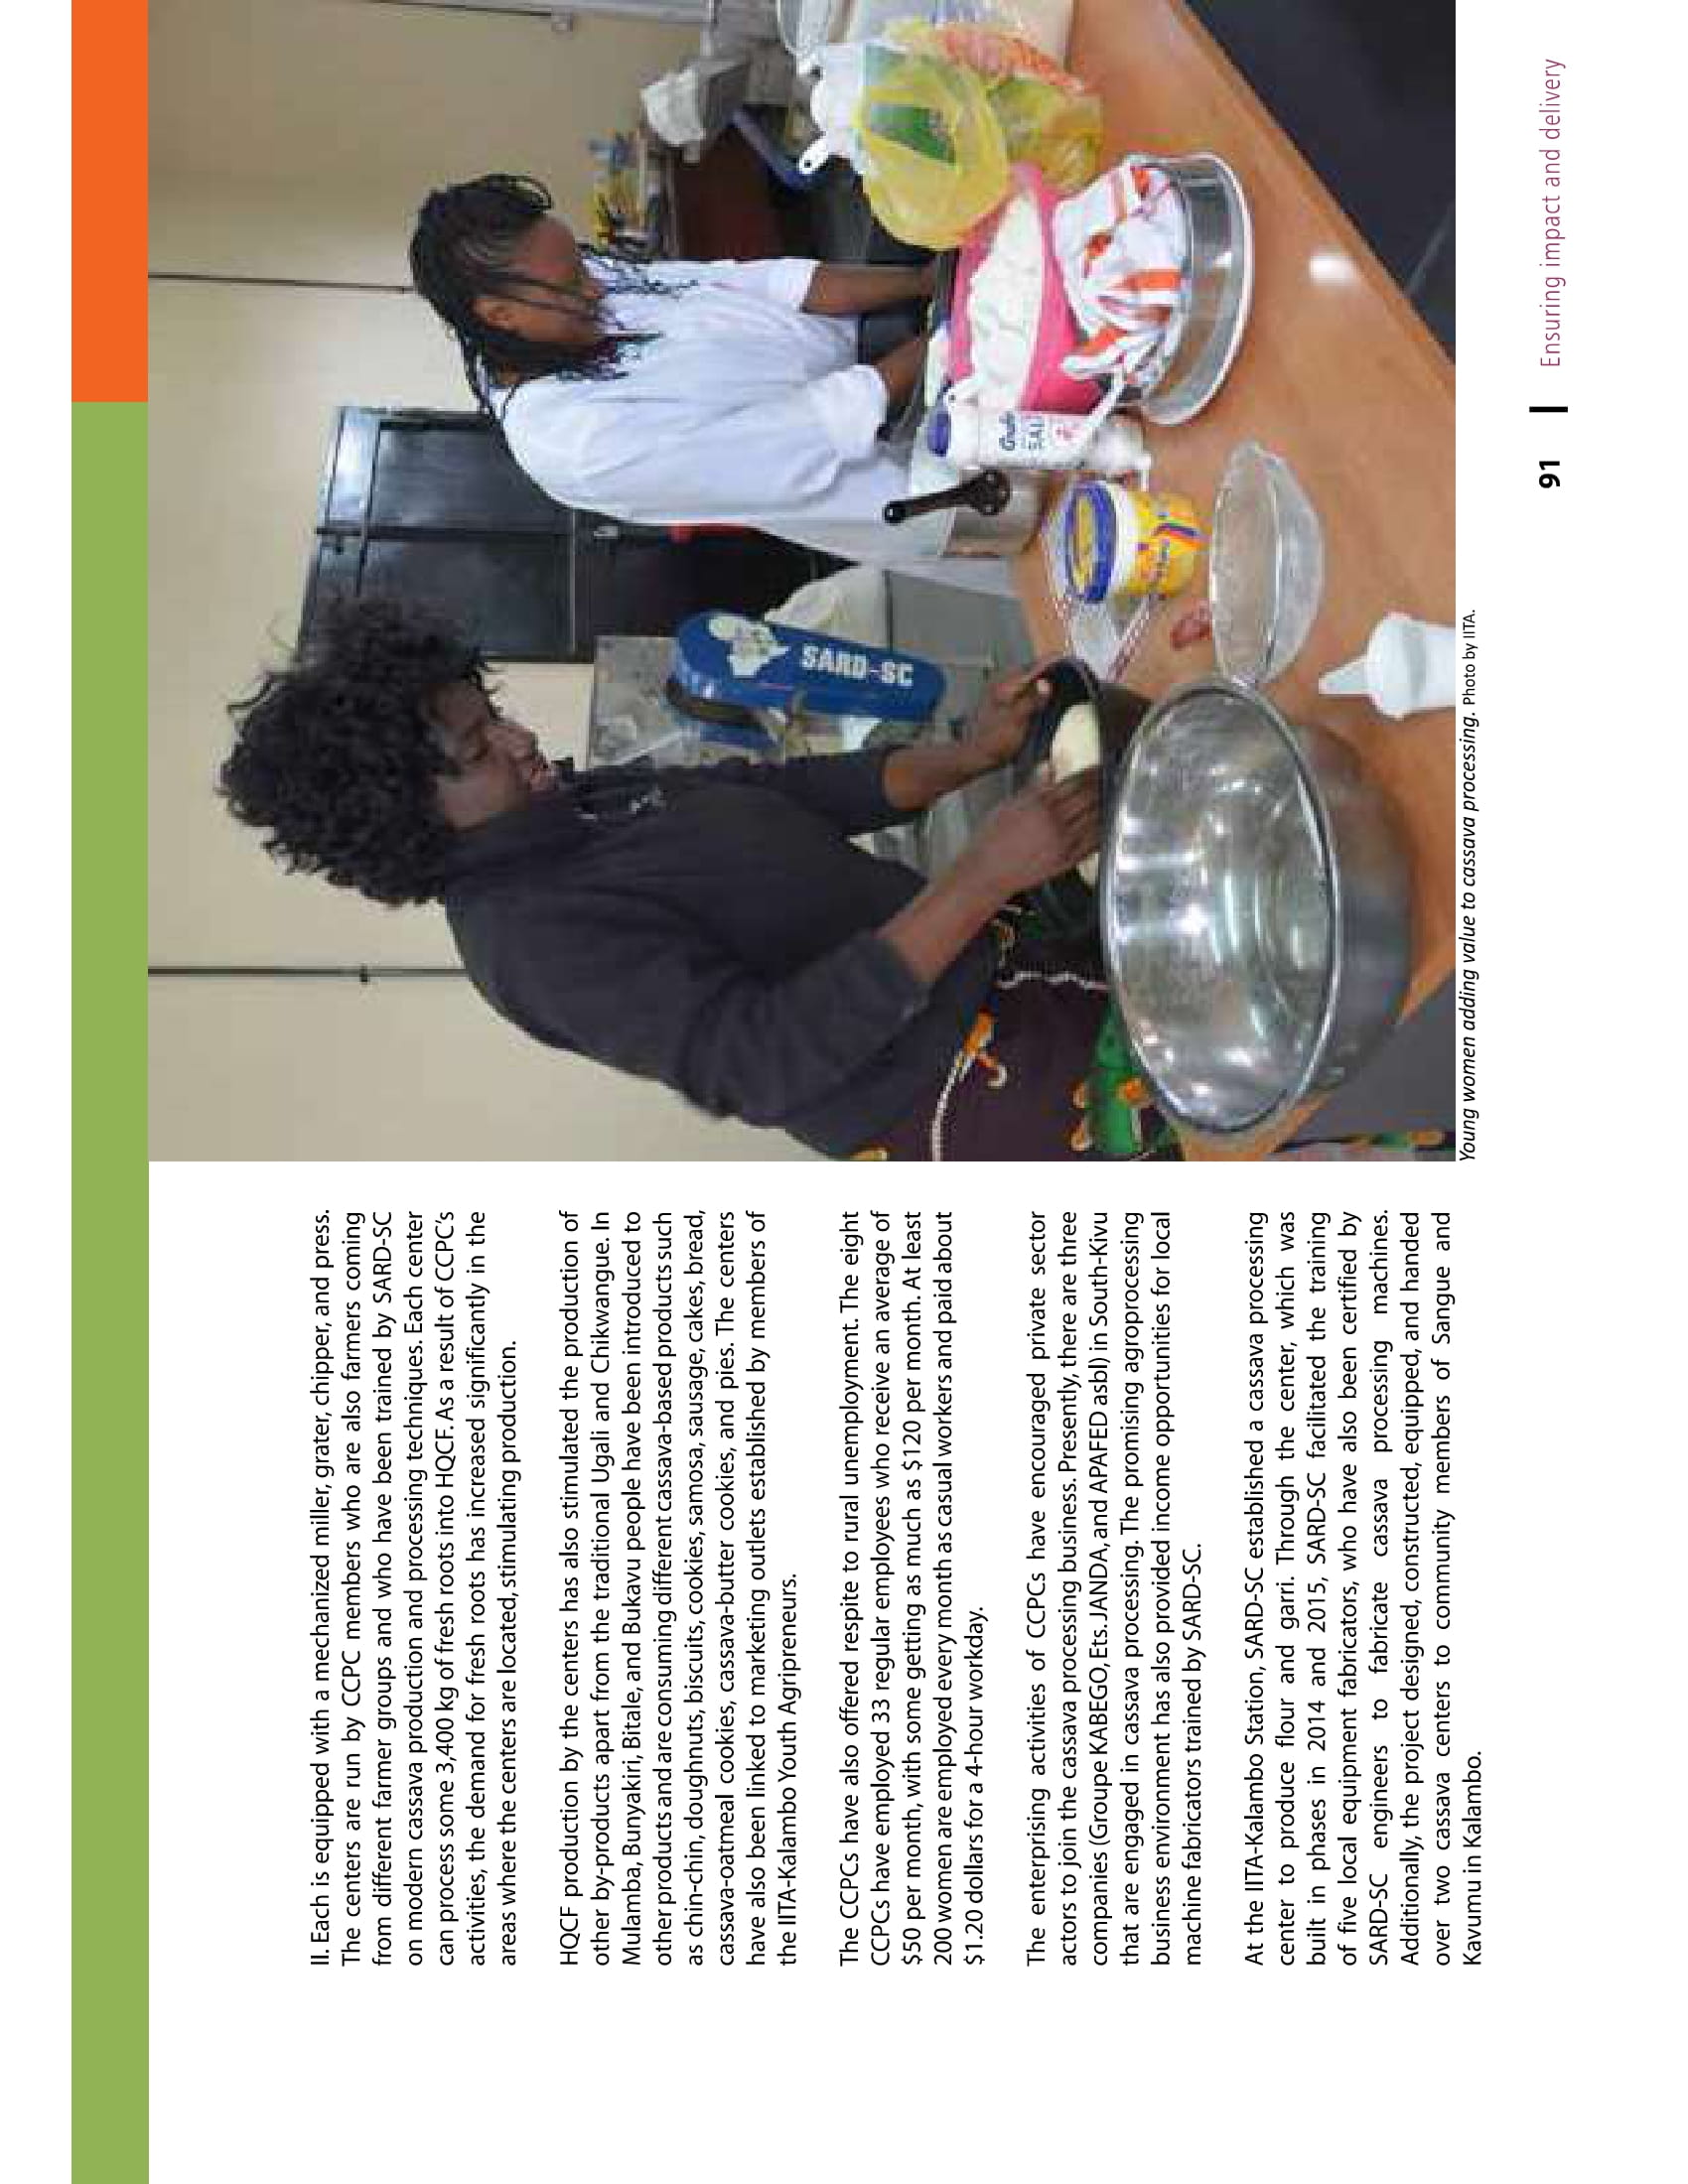 II. Each is equipped with a mechanized miller, grater, chipper, and press.
The centers are run by CCPC members who are also farmers coming
from different farmer groups and who have been trained by SARD-SC
on modern cassava production and processing techniques. Each center
can process some 3,400 kg of fresh roots into HQCF. As a result of CCPC's
activities, the demand for fresh roots has increased significantly in the
areas where the centers are located, stimulating production.
HQCF production by the centers has also stimulated the production of
other by-products apart from the traditional Ugali and Chikwangue. In
Mulamba, Bunyakiri, Bitale, and Bukavu people have been introduced to
other products and are consuming different cassava-based products such
as chin-chin, doughnuts, biscuits, cookies, samosa, sausage, cakes, bread,
cassava-oatmeal cookies, cassava-butter cookies, and pies. The centers
have also been linked to marketing outlets established by members of
the IITA-Kalambo Youth Agripreneurs.
The CCPCs have also offered respite to rural unemployment. The eight
CCPCs have employed 33 regular employees who receive an average of
$50 per month, with some getting as much as $120 per month. At least
200 women are employed every month as casual workers and paid about
$1.20 dollars for a 4-hour workday.
The enterprising activities of CCPCs have encouraged private sector
actors to join the cassava processing business. Presently, there are three
companies (Groupe KABEGO, Ets. JANDA, and APAFED asbl) in South-Kivu
that are engaged in cassava processing. The promising agroprocessing
business environment has also provided income opportunities for local
machine fabricators trained by SARD-SC.
At the IITA-Kalambo Station, SARD-SC established a cassava processing
center to produce flour and garri. Through the center, which was
built in phases in 2014 and 2015, SARD-SC facilitated the training
of five local equipment fabricators, who have also been certified by
SARD-SC engineers to fabricate cassava processing machines.
Additionally, the project designed, constructed, equipped, and handed
over two cassava centers to community members of Sangue and
Kavumu in Kalambo.
SARD-SC
SALT
Young women adding value to cassava processing. Photo by IITA.
91 | Ensuring impact and delivery